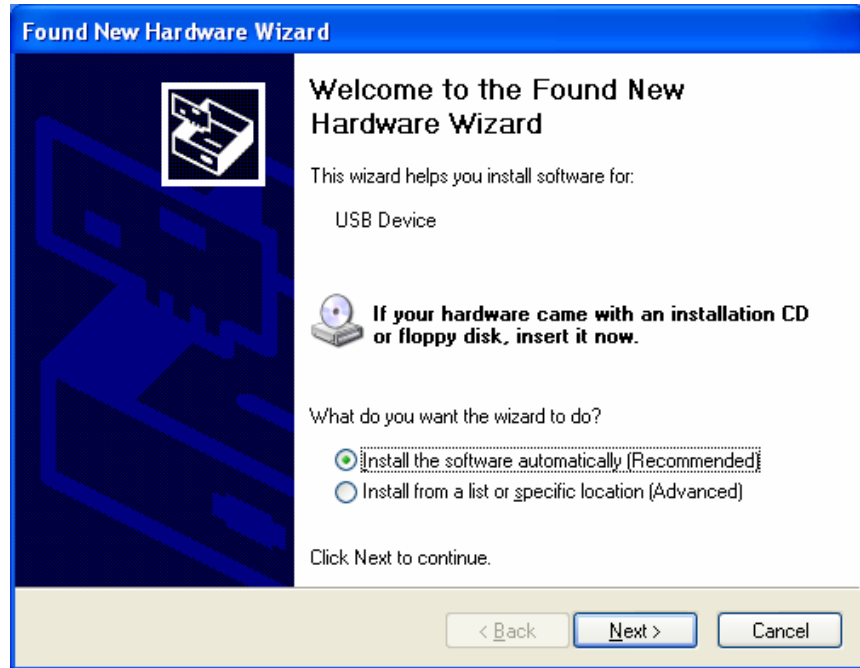 Found New Hardware Wizard
Welcome to the Found New
Hardware Wizard
This wizard helps you install software for:
USB Device
If your hardware came with an installation CD
or floppy disk, insert it now.
What do you want the wizard to do?
Install the software automatically (Recommended)
Install from a list or specific location (Advanced)
Click Next to continue.
< Back Next > Cancel